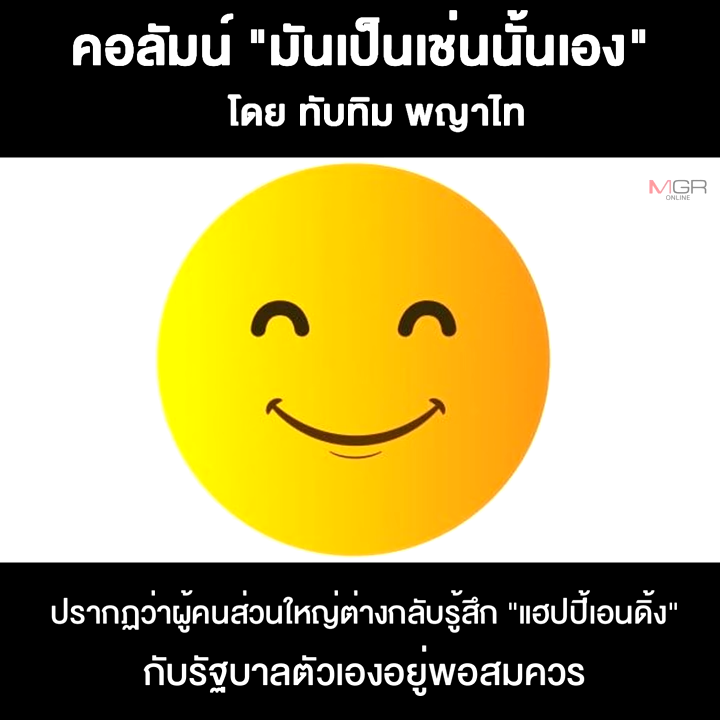 คอลัมน์ "มันเป็นเช่นนั้นเอง"
โดย ทับทิม พญาไท
MGR
ONLINE
ปรากฏว่าผู้คนส่วนใหญ่ต่างกลับรู้สึก "แฮปปี้เอนดิ้ง"
กับรัฐบาลตัวเองอยู่พอสมควร